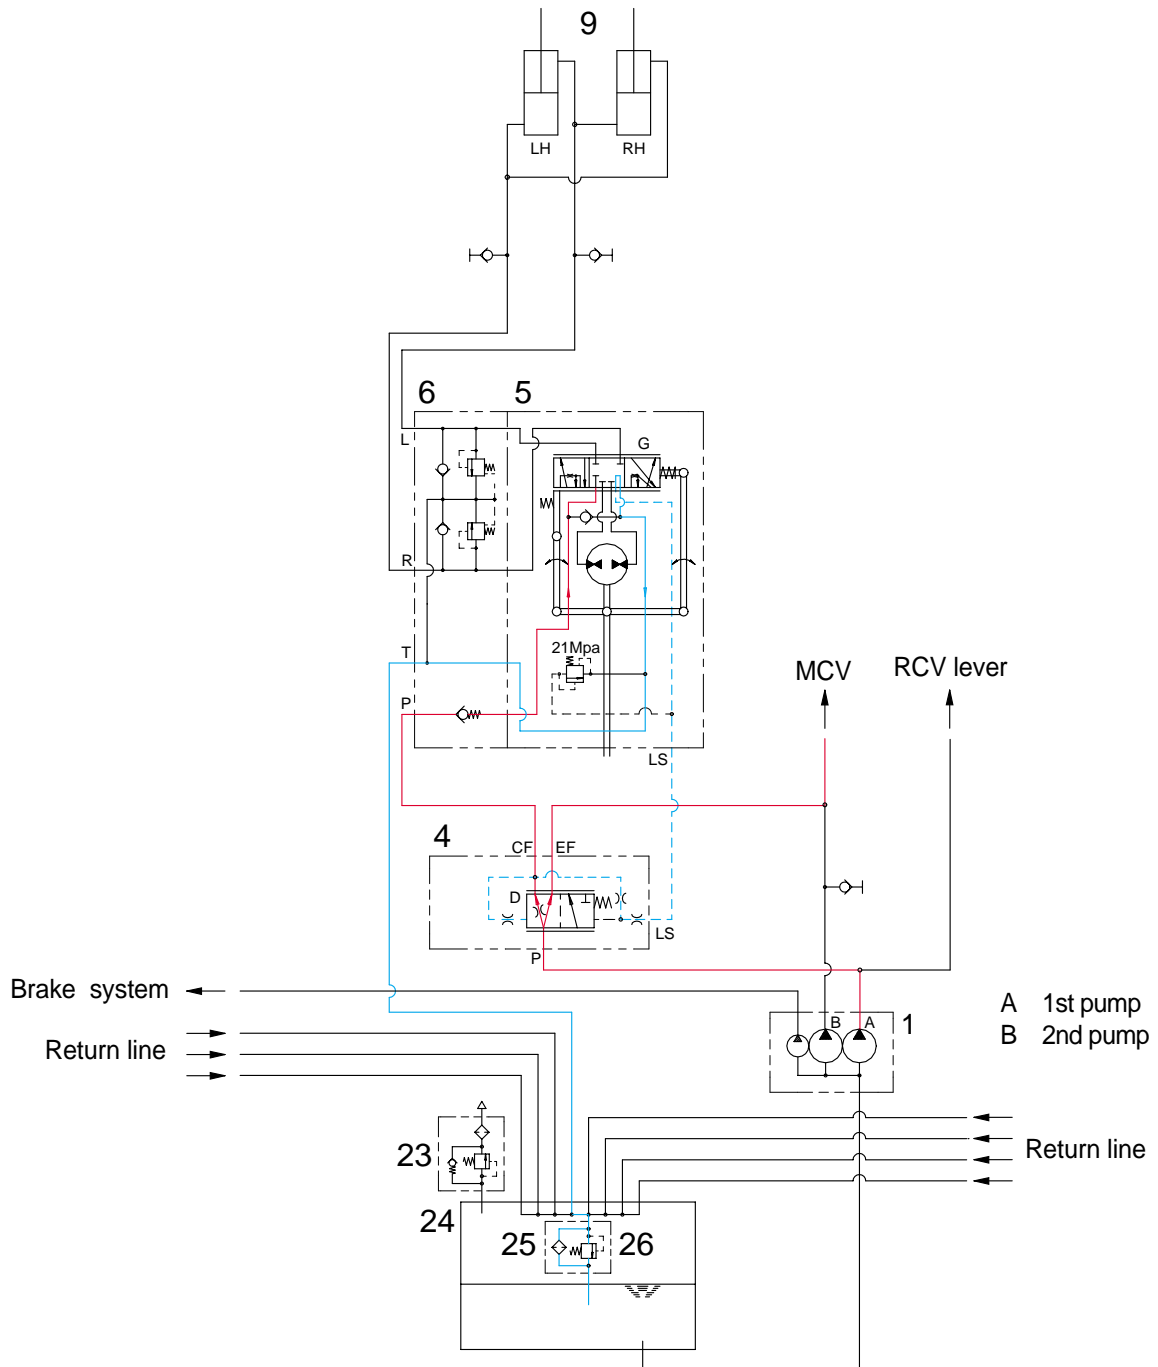 9
LH RH
6 5
L G
R
21Mpa
T
MCV RCV lever
P
LS
4
CF EF
D
LS
P
Brake system
A 1st pump
B A 1
B 2nd pump
Return line
23
Return line
24
25 26